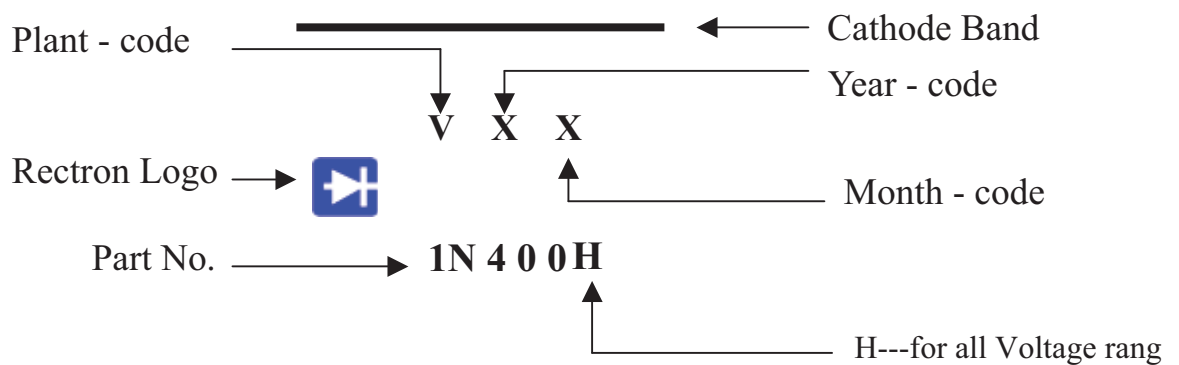 Plant - code
Cathode Band
Year - code
V X X
Rectron Logo
Month - code
Part No.
1N 4 0 0 H
H---for all Voltage rang